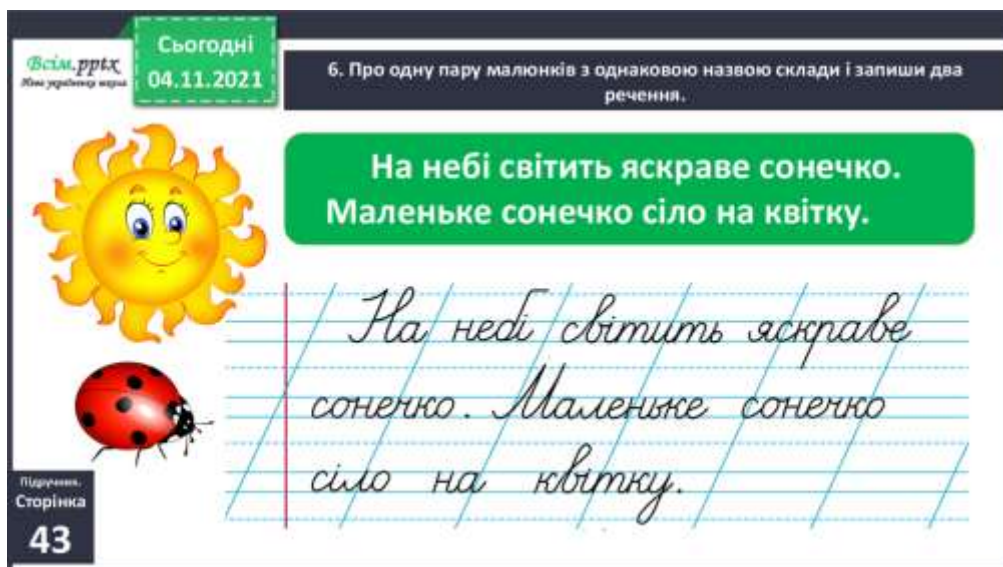 Всім.pptx
Нова українська школа
Сьогодні
04.11.2021
6. Про одну пару малюнків з однаковою назвою склади і запиши два
речення.
На небі світить яскраве сонечко.
Маленьке сонечко сіло на квітку.
На небі світить яскраве
сонечко. Маленьке сонечко
сіло на квітку.
Підручник.
Сторінка
43